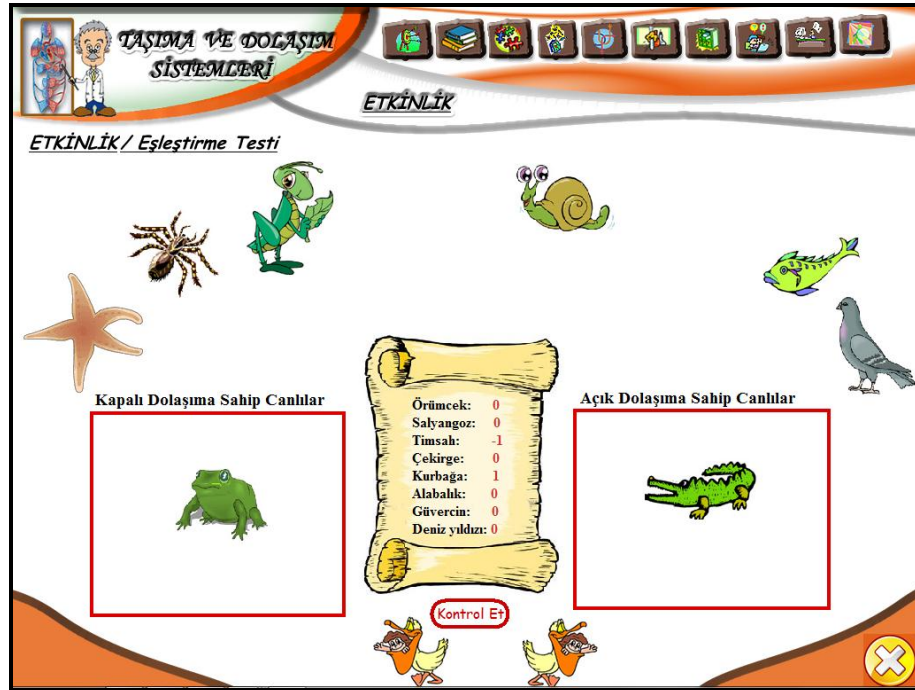 TAŞIMA VE DOLAŞIM
SİSTEMLERİ
ETKİNLİK
ETKİNLİK / Eşleştirme Testi
Kapalı Dolaşıma Sahip Canlılar
Örümcek: 0
Salyangoz: 0
Timsah: -1
Çekirge: 0
Kurbağa: 1
Alabalık: 0
Güvercin: 0
Deniz yıldızı: 0
Açık Dolaşıma Sahip Canlılar
Kontrol Et